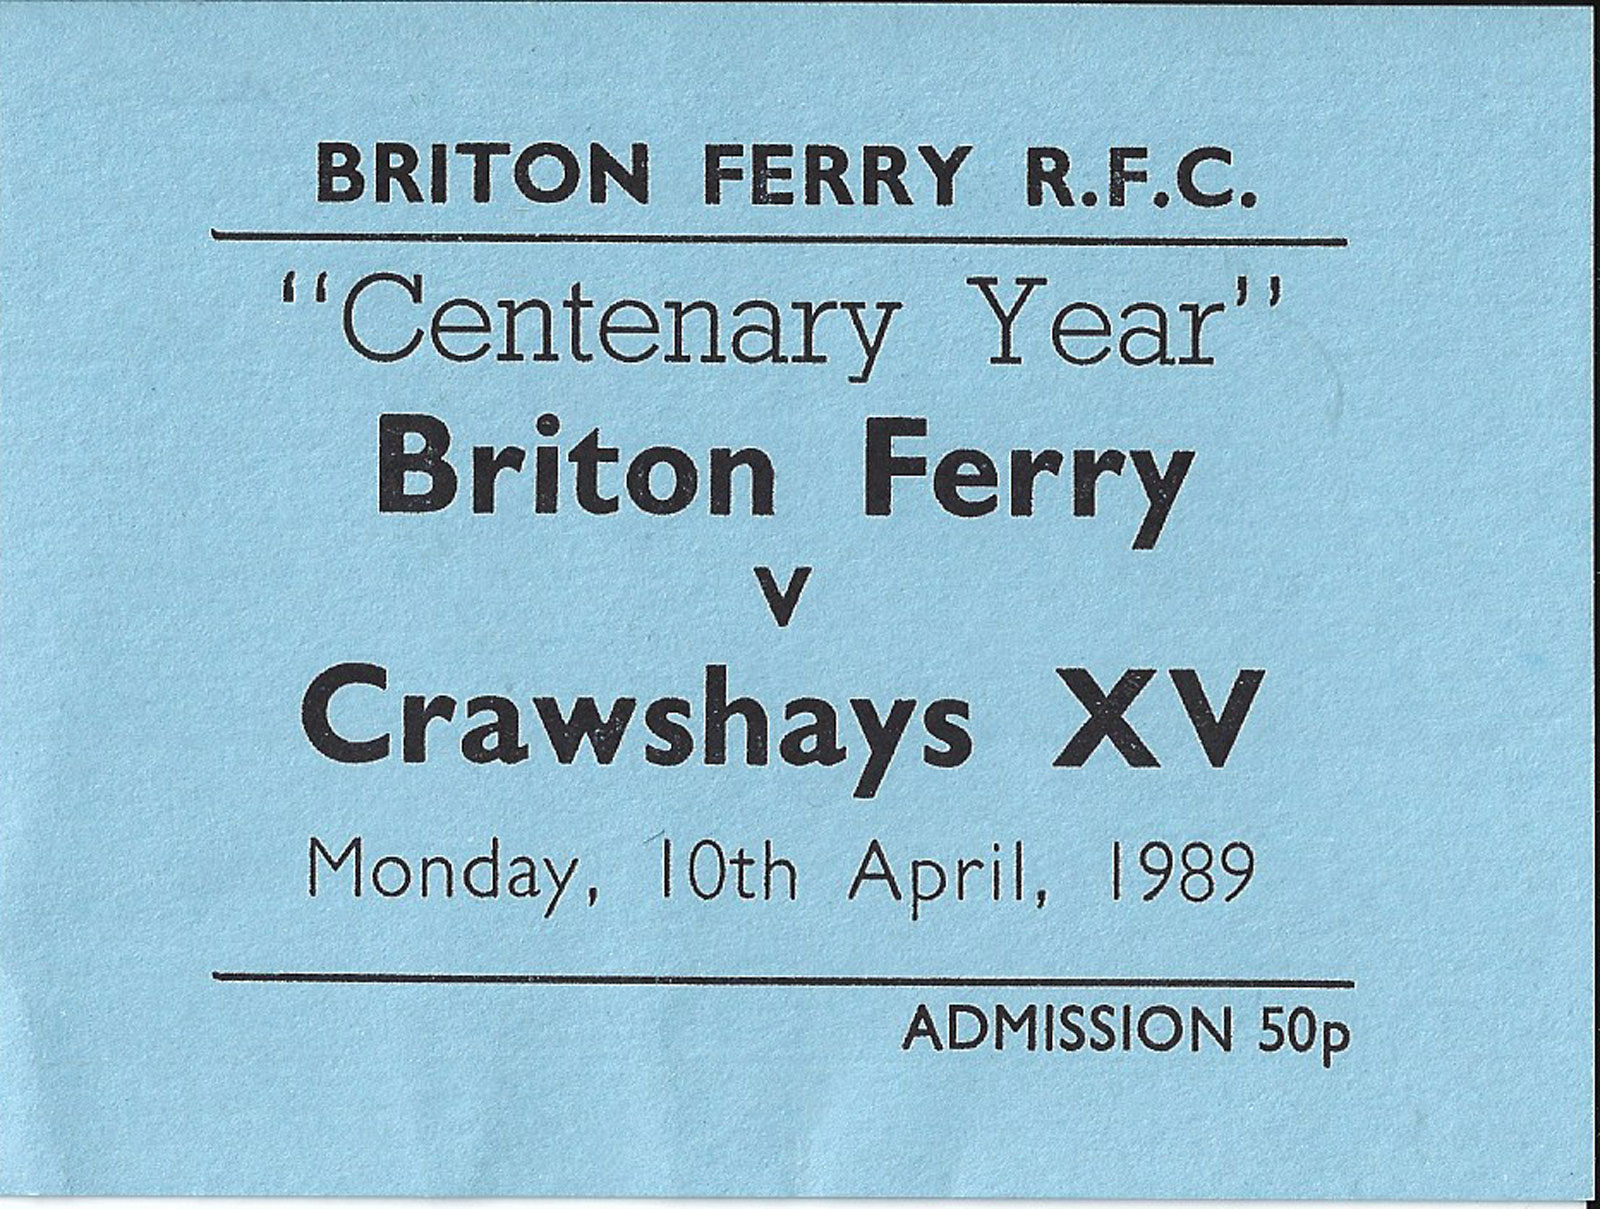 BRITON FERRY R.F.C.
“Centenary Year”
Briton Ferry
v
Crawshays XV
Monday, 10th April, 1989
ADMISSION 50p